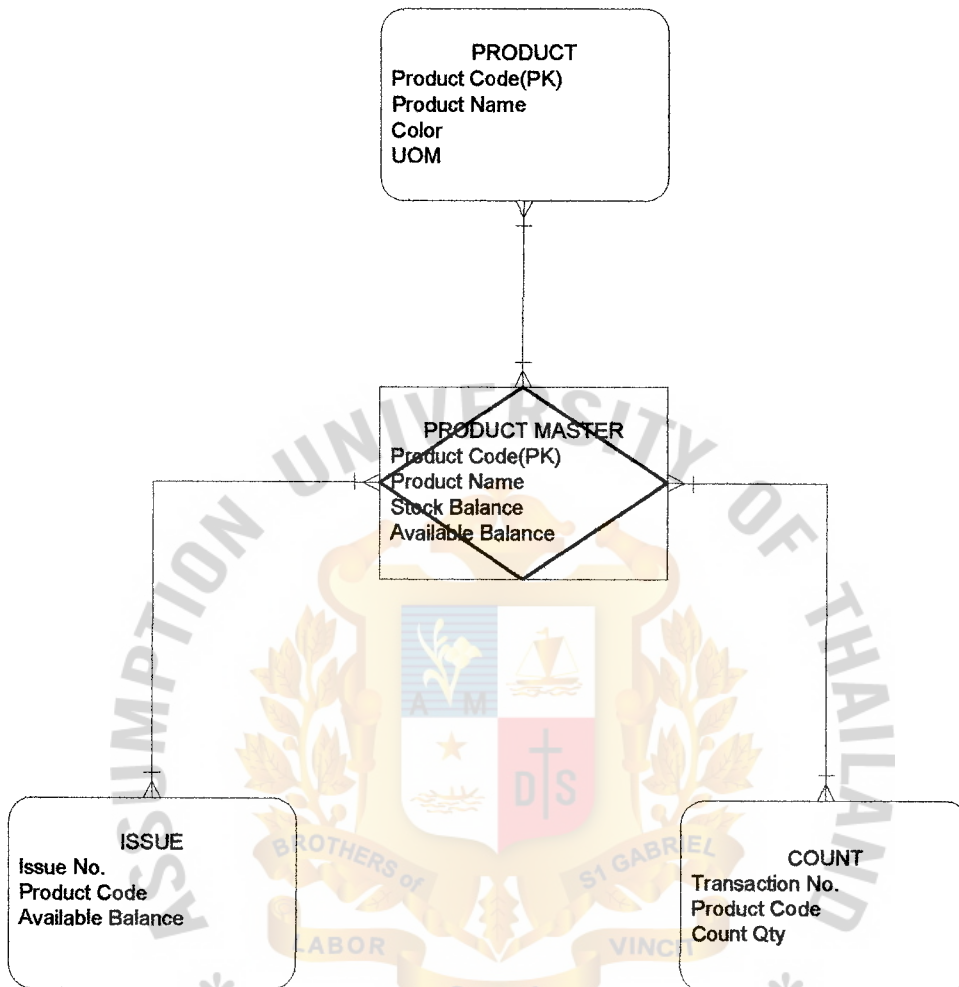 PRODUCT
Product Code(PK)
Product Name
Color
UOM
PRODUCT MASTER
Product Code(PK)
Product Name
Stock Balance
Available Balance
ISSUE
Issue No.
Product Code
Available Balance
COUNT
Transaction No.
Product Code
Count Qty
ASSUMPTION UNIVERSITY OF THAILAND
A M
D S
BROTHERS of S1 GABRIEL
LABOR VINCIT